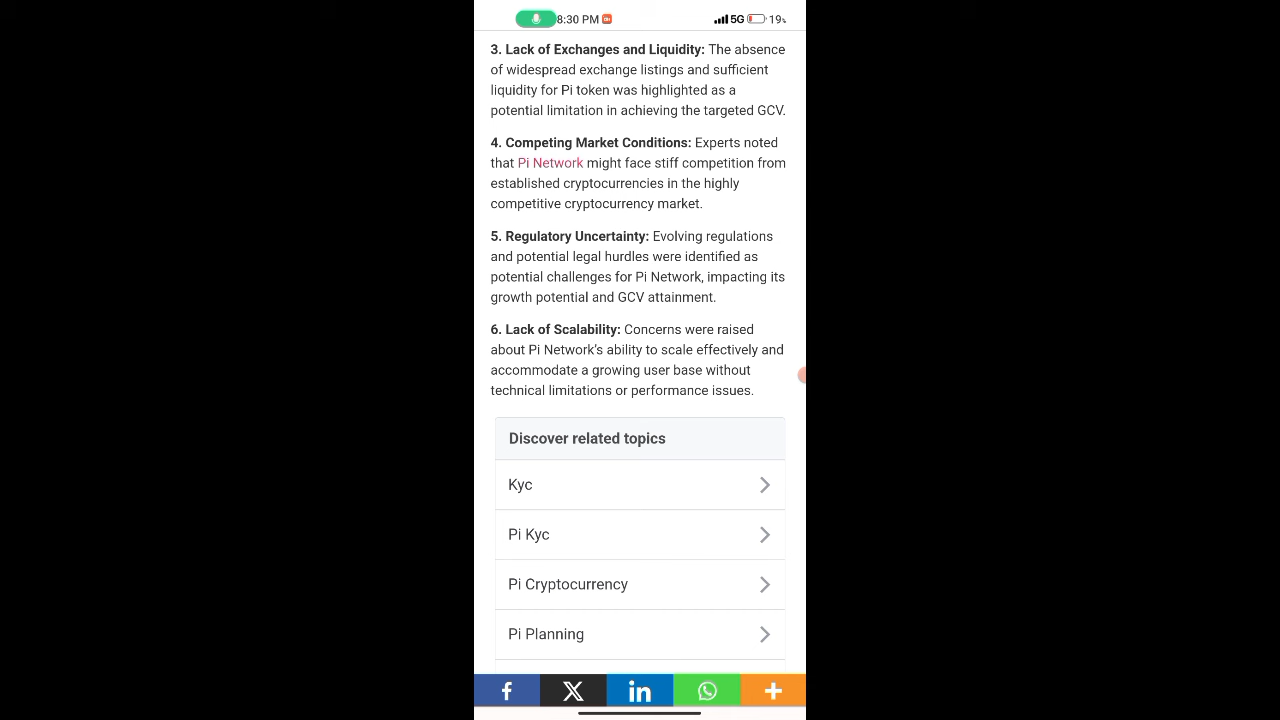 8:30 PM
5G
19%
3. Lack of Exchanges and Liquidity: The absence
of widespread exchange listings and sufficient
liquidity for Pi token was highlighted as a
potential limitation in achieving the targeted GCV.
4. Competing Market Conditions: Experts noted
that Pi Network might face stiff competition from
established cryptocurrencies in the highly
competitive cryptocurrency market.
5. Regulatory Uncertainty: Evolving regulations
and potential legal hurdles were identified as
potential challenges for Pi Network, impacting its
growth potential and GCV attainment.
6. Lack of Scalability: Concerns were raised
about Pi Network's ability to scale effectively and
accommodate a growing user base without
technical limitations or performance issues.
Discover related topics
Kyc
Pi Kyc
Pi Cryptocurrency
Pi Planning